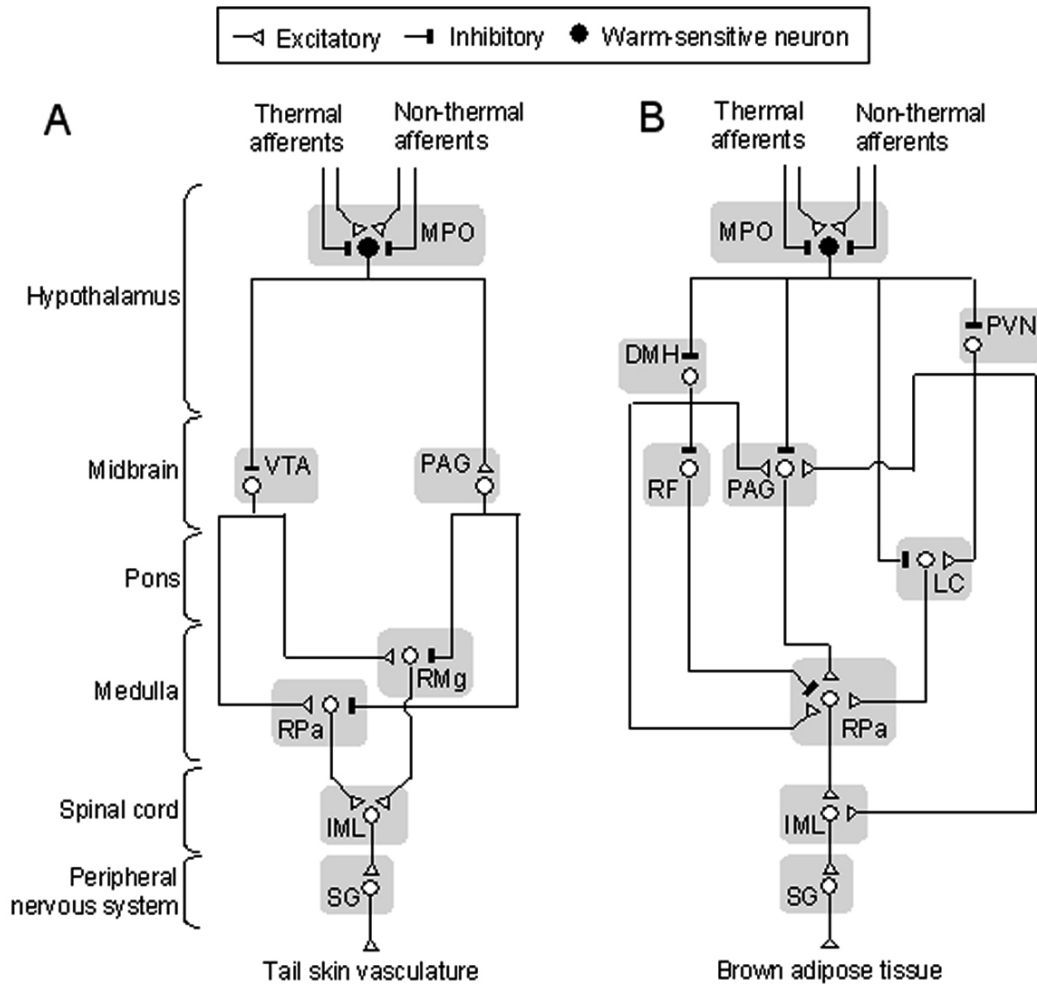 Excitatory Inhibitory Warm-sensitive neuron
A
Thermal
afferents
Non-thermal
afferents
MPO
Hypothalamus
Midbrain
VTA
PAG
Pons
Medulla
RMg
RPa
Spinal cord
IML
Peripheral
nervous system
SG
Tail skin vasculature
B
Thermal
afferents
Non-thermal
afferents
MPO
PVN
DMH
RF
PAG
LC
RPa
IML
SG
Brown adipose tissue